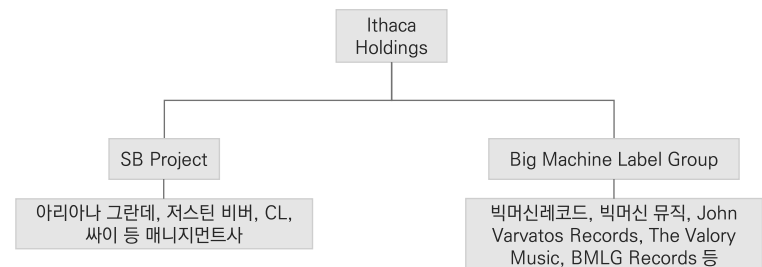 Ithaca
Holdings
SB Project
Big Machine Label Group
아리아나 그란데, 저스틴 비버, CL,
싸이 등 매니지먼트사
빅머신레코드, 빅머신 뮤직, John
Varvatos Records, The Valory
Music, BMLG Records 등